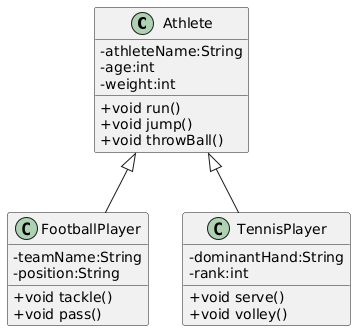 C Athlete
-athleteName:String
-age:int
-weight:int
+void run()
+void jump()
+void throwBall()
C FootballPlayer
-teamName:String
-position:String
+void tackle()
+void pass()
C TennisPlayer
-dominantHand:String
-rank:int
+void serve()
+void volley()